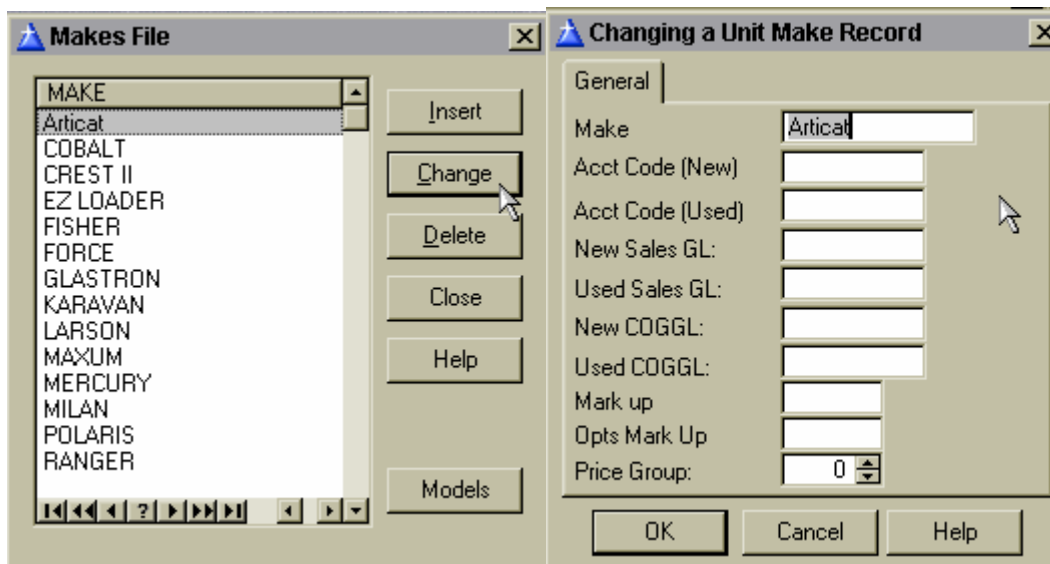 Makes File
MAKE
Articat
COBALT
CREST II
EZ LOADER
FISHER
FORCE
GLASTRON
KARAVAN
LARSON
MAXUM
MERCURY
MILAN
POLARIS
RANGER
?
Insert
Change
Delete
Close
Help
Models
Changing a Unit Make Record
General
Make Articat
Acct Code (New)
Acct Code (Used)
New Sales GL:
Used Sales GL:
New COGGL:
Used COGGL:
Mark up
Opts Mark Up
Price Group: 0
OK Cancel Help